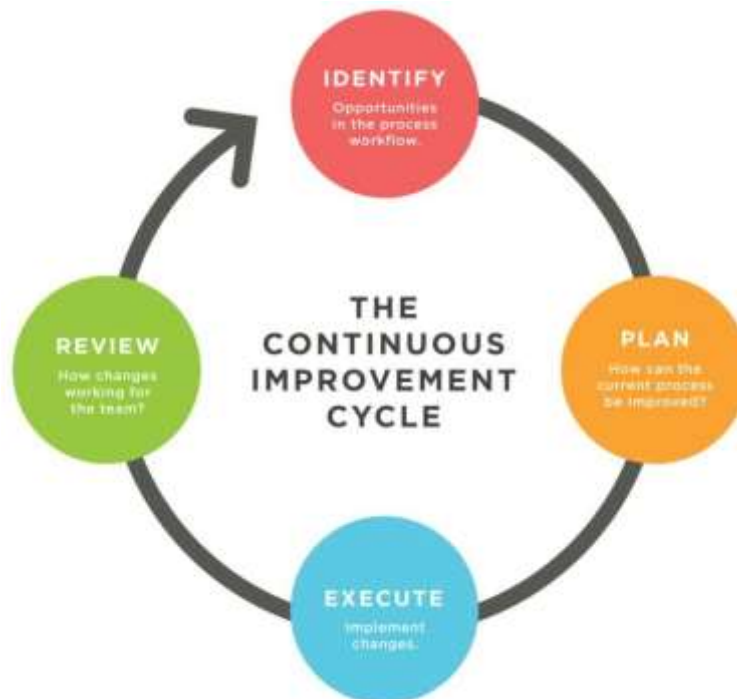 IDENTIFY
Opportunities
in the process
workflow.
PLAN
How can the
current process
be improved?
EXECUTE
Implement
changes.
REVIEW
How changes
working for
the team?
THE
CONTINUOUS
IMPROVEMENT
CYCLE